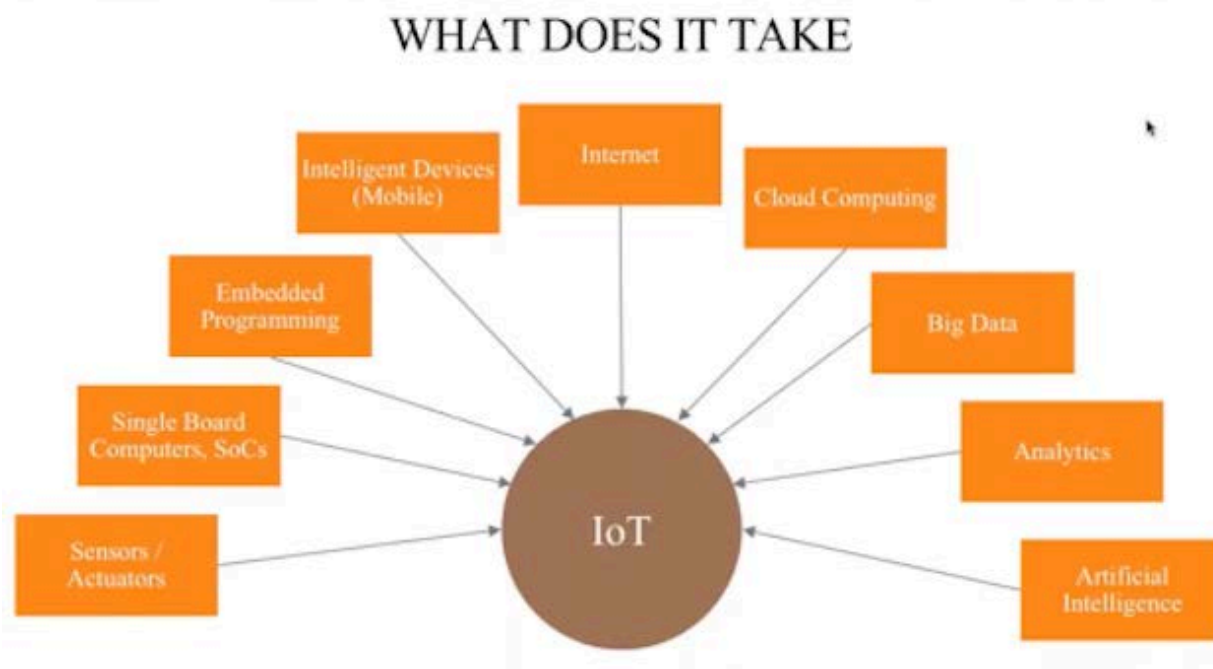 WHAT DOES IT TAKE
Internet
Intelligent Devices
(Mobile)
Cloud Computing
Embedded
Programming
Big Data
Single Board
Computers, SoCs
Analytics
Sensors /
Actuators
IoT
Artificial
Intelligence